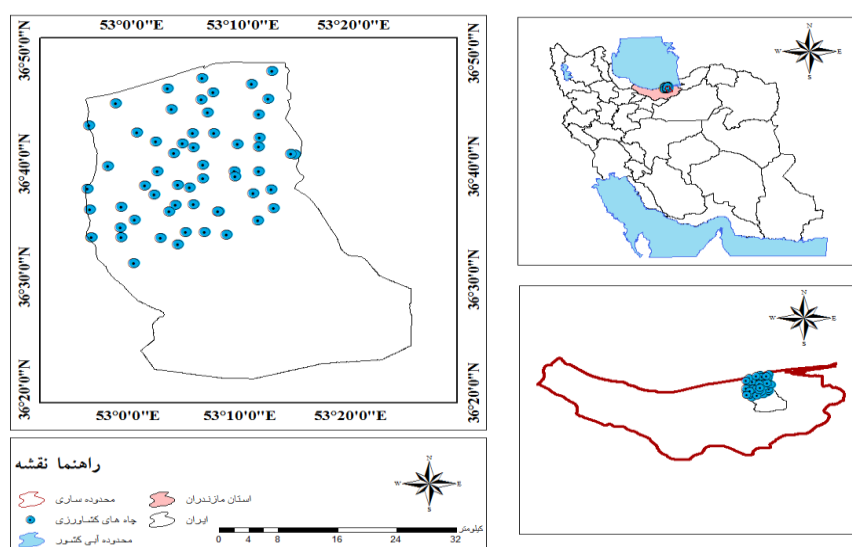 53°0'0"E 53°10'0"E 53°20'0"E
36°50'0"N
36°40'0"N
36°30'0"N
36°20'0"N
36°50'0"N
36°40'0"N
36°30'0"N
36°20'0"N
53°0'0"E 53°10'0"E 53°20'0"E
N
W E
S
N
W E
S
راهنما نقشه
محدوده ساری
استان مازندران
چاه های کشاورزی
ایران
محدوده آبی کشور
N
W E
S
کیلومتر
0 4 8 16 24 32